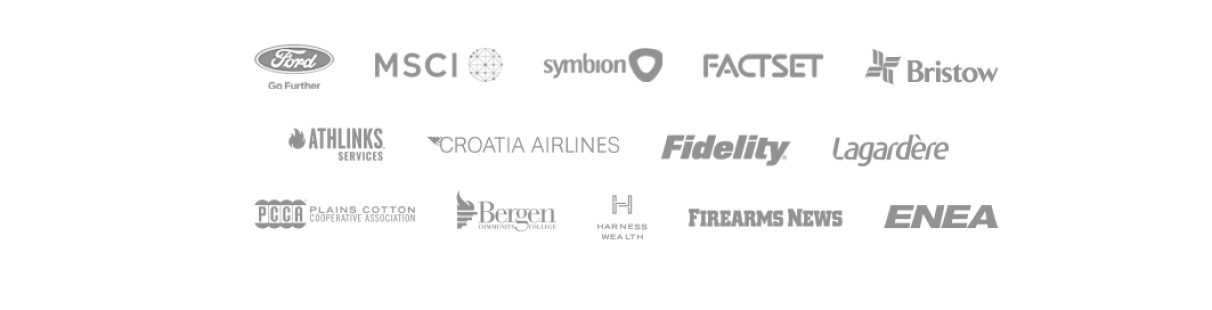 Ford
Go Further
MSCI
symbion
FACTSET
Bristow
ATHLINKS
SERVICES
CROATIA AIRLINES
Fidelity
Lagardère
PCCA
PLAINS COTTON
COOPERATIVE ASSOCIATION
Bergen
COMMUNITY COLLEGE
H
HARNESS
WEALTH
FIREARMS NEWS
ENEA